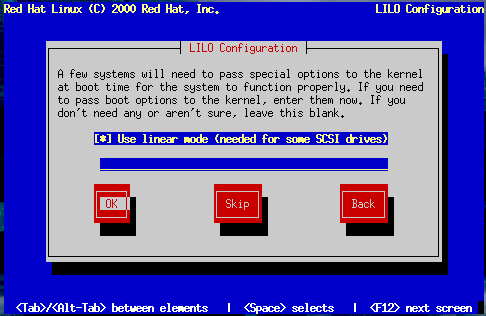 Red Hat Linux (C) 2000 Red Hat, Inc. LILO Configuration
LILO Configuration
A few systems will need to pass special options to the kernel
at boot time for the system to function properly. If you need
to pass boot options to the kernel, enter them now. If you
don't need any or aren't sure, leave this blank.
[*] Use linear mode (needed for some SCSI drives)
OK Skip Back
<Tab>/<Alt-Tab> between elements | <Space> selects | <F12> next screen